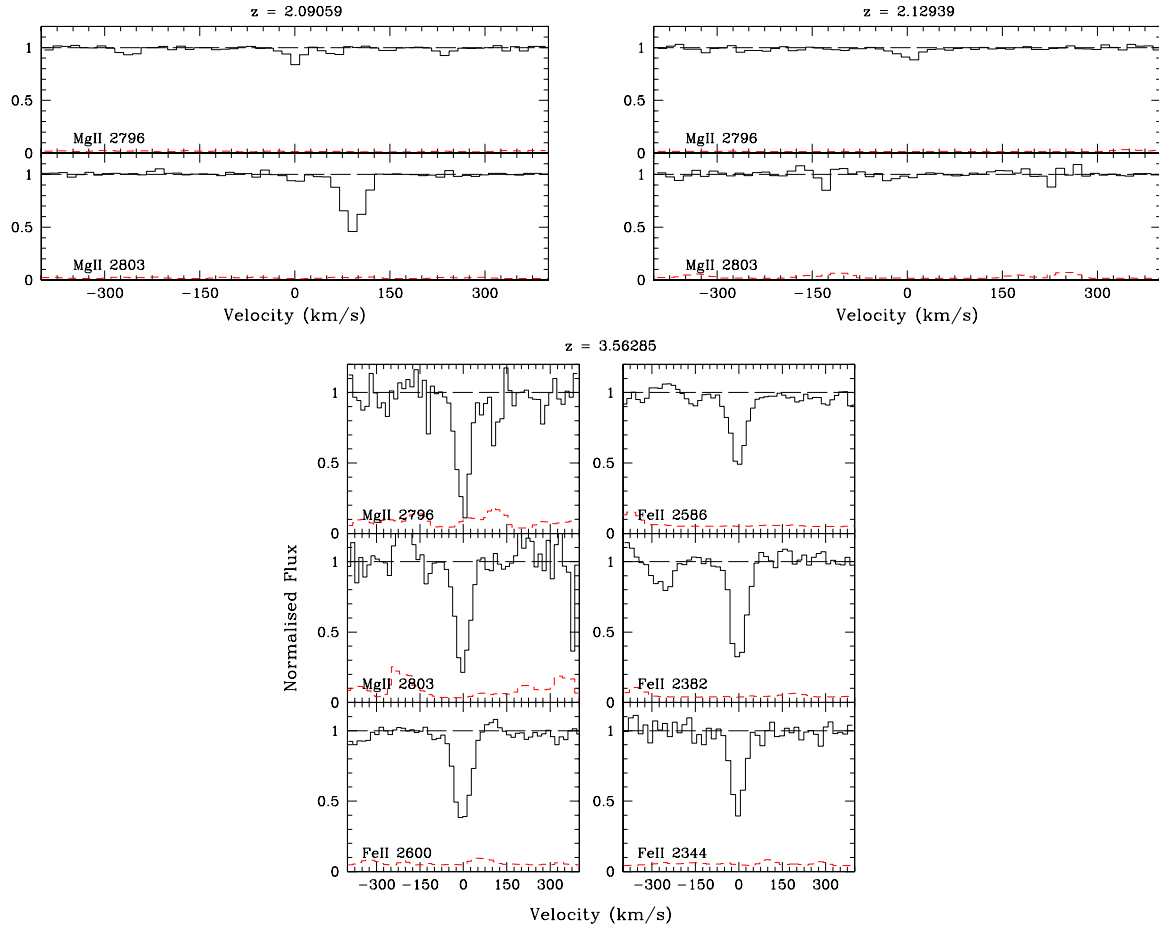 z = 2.09059
1
0.5
MgII 2796
0
1
0.5
MgII 2803
0
−300 −150 0 150 300
Velocity (km/s)
z = 2.12939
1
0.5
MgII 2796
0
1
0.5
MgII 2803
0
−300 −150 0 150 300
Velocity (km/s)
z = 3.56285
Normalised Flux
1
0.5
MgII 2796
0
1
0.5
MgII 2803
0
1
0.5
FeII 2600
0
−300 −150 0 150 300
1
0.5
FeII 2586
0
1
0.5
FeII 2382
0
1
0.5
FeII 2344
0
−300 −150 0 150 300
Velocity (km/s)